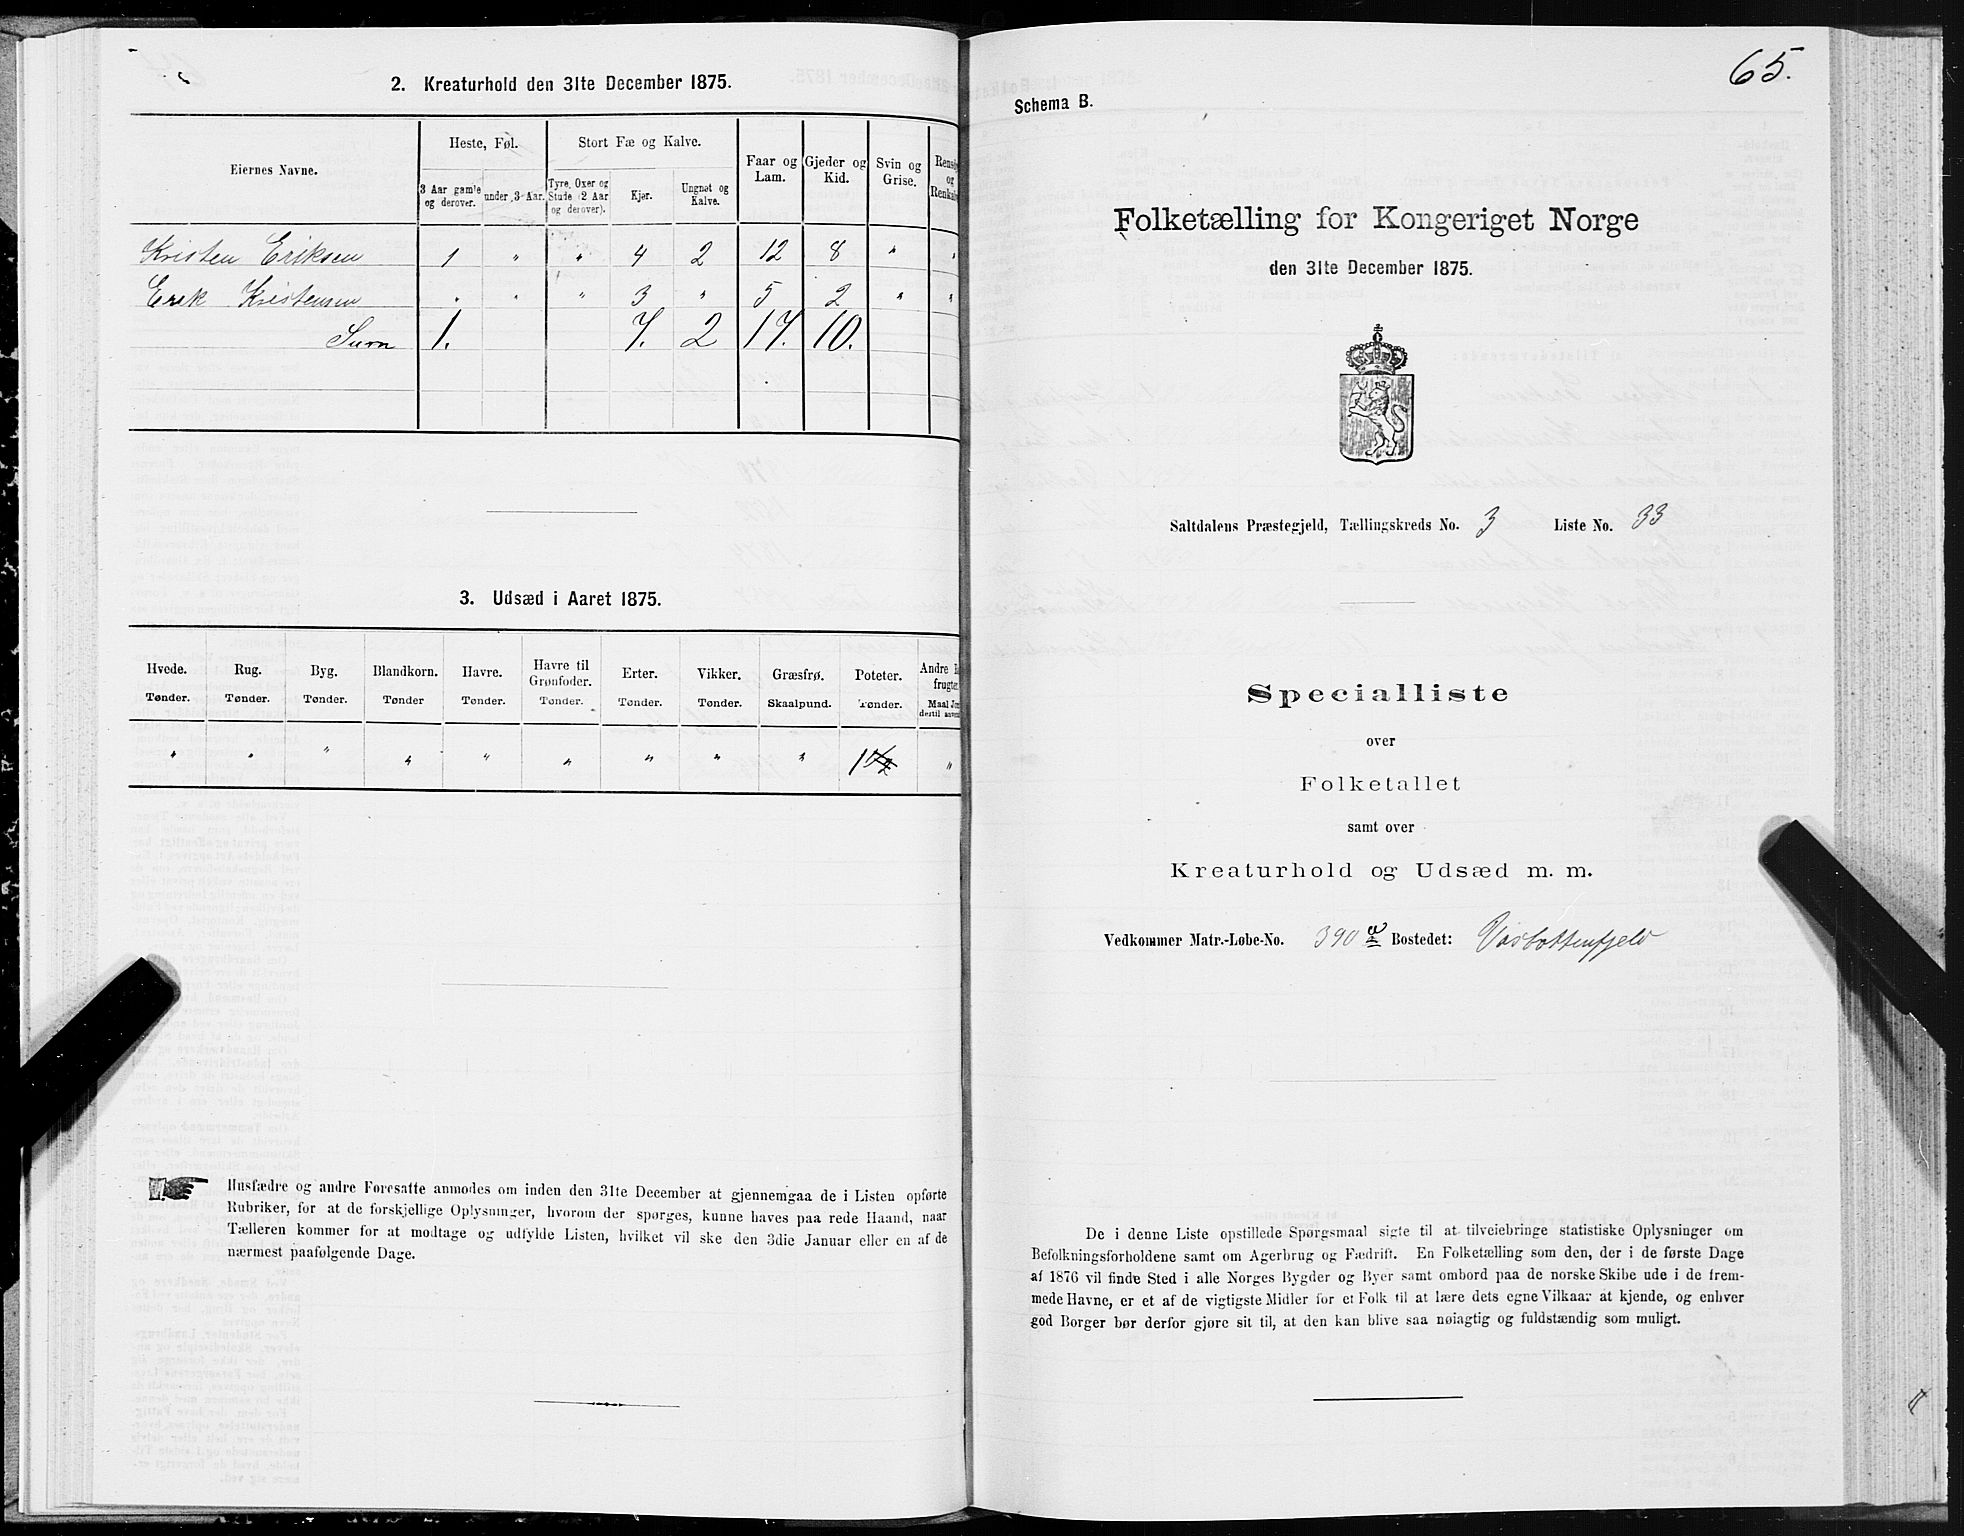 2. Kreaturhold den 31te December 1875.
Eiernes Navne.
Heste, Føl.
Stort Fæ og Kalve.
Faar og Lam.
Gjeder og Kid.
Svin og Grise.
og
3 Aar gamle og derover.
under 3 Aar.
Tyre, Oxer og Stude (2 Aar og derover).
Kjør.
Ungnøt og Kalve.
Kristen Eriksen 1 " " 4 2 12 8 " "
Erik Kristensen " " " 3 " 5 2 " "
Sum 1. 7. 2 17. 10.
3. Udsæd i Aaret 1875.
Hvede. Rug. Byg. Blandkorn. Havre. Havre til Grønfoder. Erter. Vikker. Græsfrø. Poteter. Andre
Tønder. Tønder. Tønder. Tønder Tønder. Tønder. Tønder. Tønder. Skaalpund. Tønder. Maal
" " " " " " " " " 1 1/2 "
Husfædre og andre Foresatte anmodes om inden den 31te December at gjennemgaa de i Listen opførte
Rubriker, for at de forskjellige Oplysninger, hvorom der spørges, kunne haves paa rede Haand, naar
Tælleren kommer for at modtage og udfylde Listen, hvilket vil ske den 3die Januar eller en af de
nærmest paafølgende Dage.
65.
Schema B.
Folketælling for Kongeriget Norge
den 31te December 1875.
Saltdalens Præstegjeld, Tællingskreds No. 3 Liste No. 33
Specialliste
over
Folketallet
samt over
Kreaturhold og Udsæd m. m.
Vedkommer Matr.-Løbe-No. 390 a Bostedet: Vasbottenfjeld
De i denne Liste opstillede Spørgsmaal sigte til at tilveiebringe statistiske Oplysninger om
Befolkningsforholdene samt om Agerbrug og Fædrift. En Folketælling som den, der i de første Dage
af 1876 vil finde Sted i alle Norges Bygder og Byer samt ombord paa de norske Skibe ude i de frem-
mede Havne, er et af de vigtigste Midler for et Folk til at lære dets egne Vilkaar at kjende, og enhver
god Borger bør derfor gjøre sit til, at den kan blive saa nøiagtig og fuldstændig som muligt.